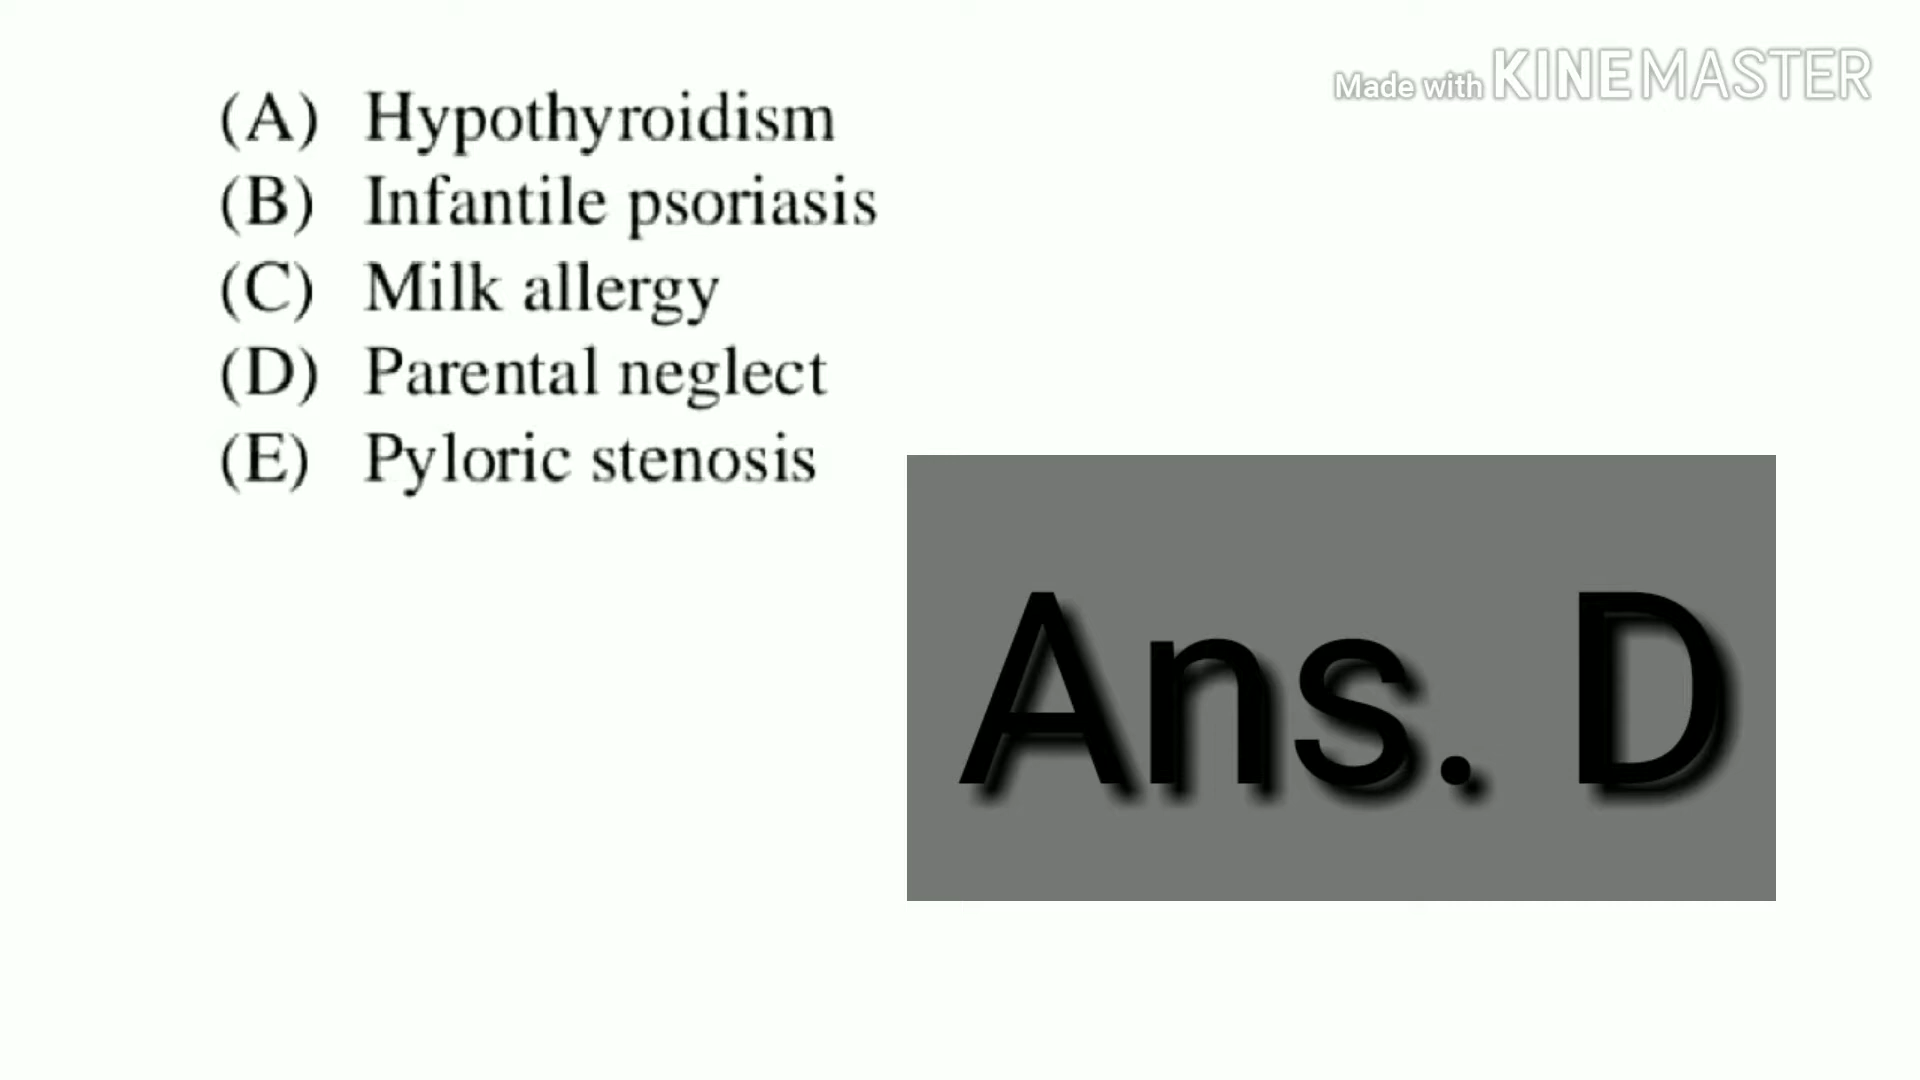 Made with KINEMASTER
(A) Hypothyroidism
(B) Infantile psoriasis
(C) Milk allergy
(D) Parental neglect
(E) Pyloric stenosis
Ans. D